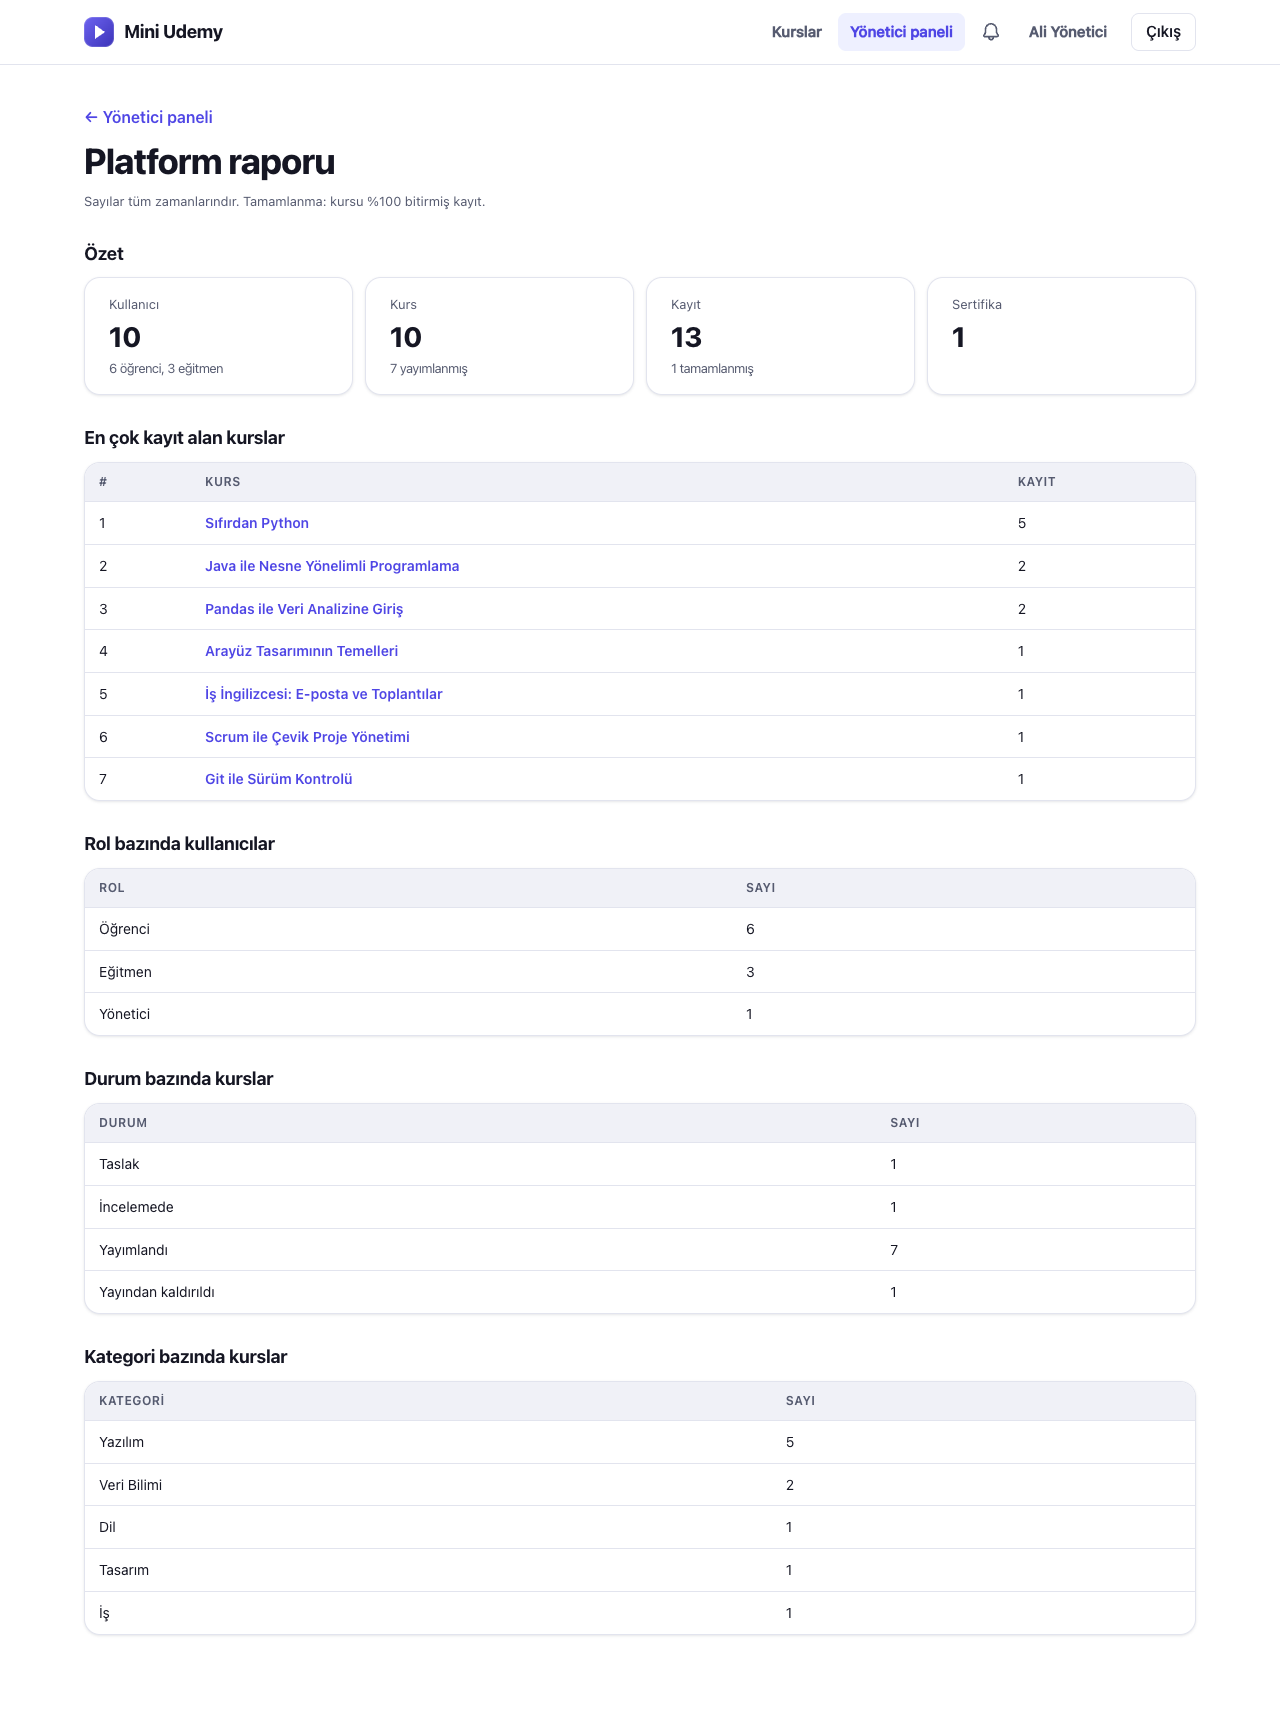 Mini Udemy
Kurslar
Yönetici paneli
Ali Yönetici
Çıkış
← Yönetici paneli
Platform raporu
Sayılar tüm zamanlarındır. Tamamlanma: kursu %100 bitirmiş kayıt.
Özet
Kullanıcı
10
6 öğrenci, 3 eğitmen
Kurs
10
7 yayımlanmış
Kayıt
13
1 tamamlanmış
Sertifika
1
En çok kayıt alan kurslar
# KURS KAYIT
1 Sıfırdan Python 5
2 Java ile Nesne Yönelimli Programlama 2
3 Pandas ile Veri Analizine Giriş 2
4 Arayüz Tasarımının Temelleri 1
5 İş İngilizcesi: E-posta ve Toplantılar 1
6 Scrum ile Çevik Proje Yönetimi 1
7 Git ile Sürüm Kontrolü 1
Rol bazında kullanıcılar
ROL SAYI
Öğrenci 6
Eğitmen 3
Yönetici 1
Durum bazında kurslar
DURUM SAYI
Taslak 1
İncelemede 1
Yayımlandı 7
Yayından kaldırıldı 1
Kategori bazında kurslar
KATEGORİ SAYI
Yazılım 5
Veri Bilimi 2
Dil 1
Tasarım 1
İş 1